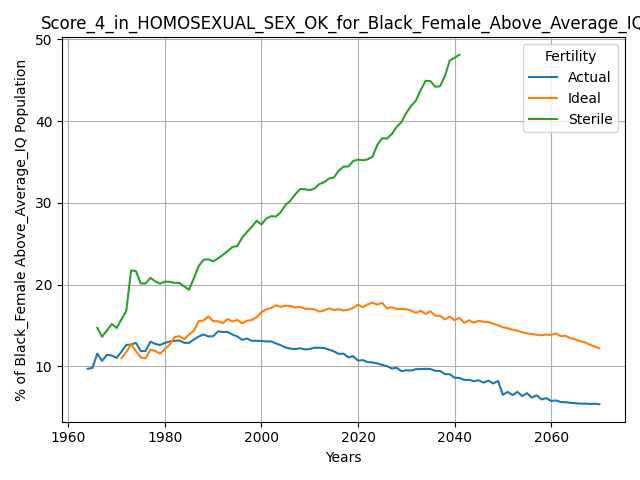 Score_4_in_HOMOSEXUAL_SEX_OK_for_Black_Female_Above_Average_IQ
% of Black_Female Above_Average_IQ Population
50
40
30
20
10
Fertility
Actual
Ideal
Sterile
1960
1980
2000
2020
2040
2060
Years